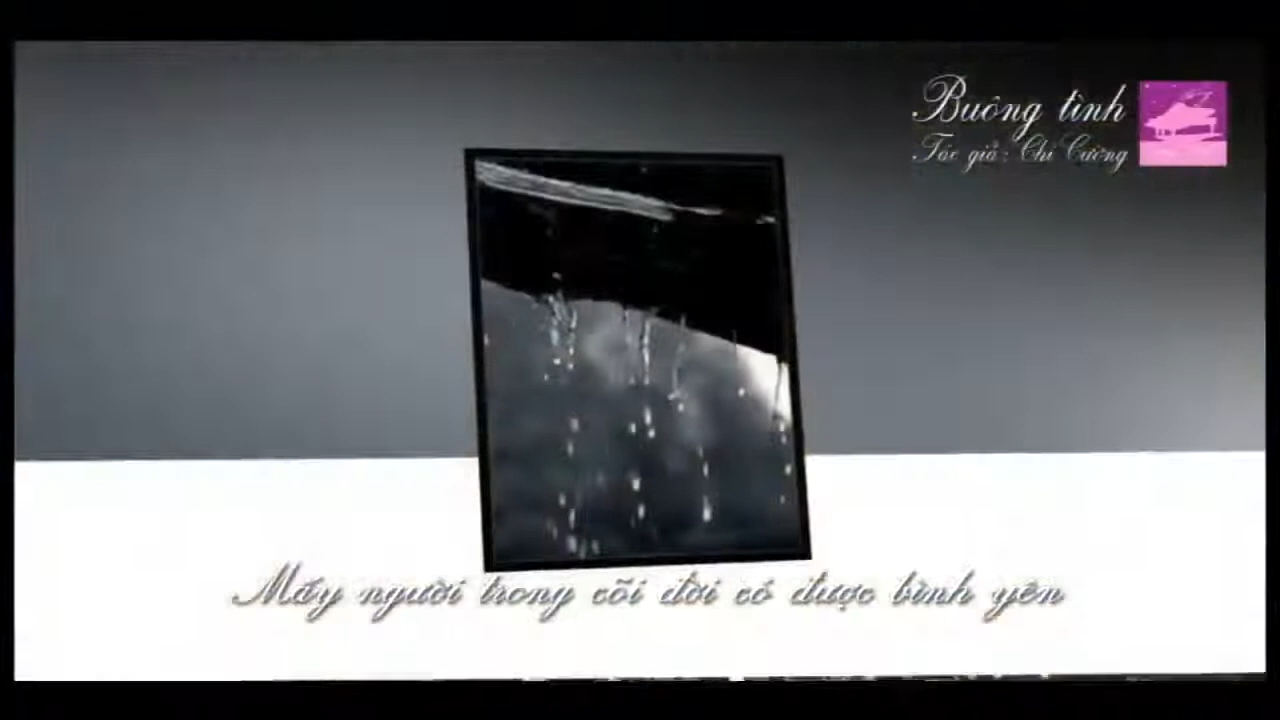 Buông tình
Tác giả : Chí Cường
Mấy người trong cõi đời có được bình yên